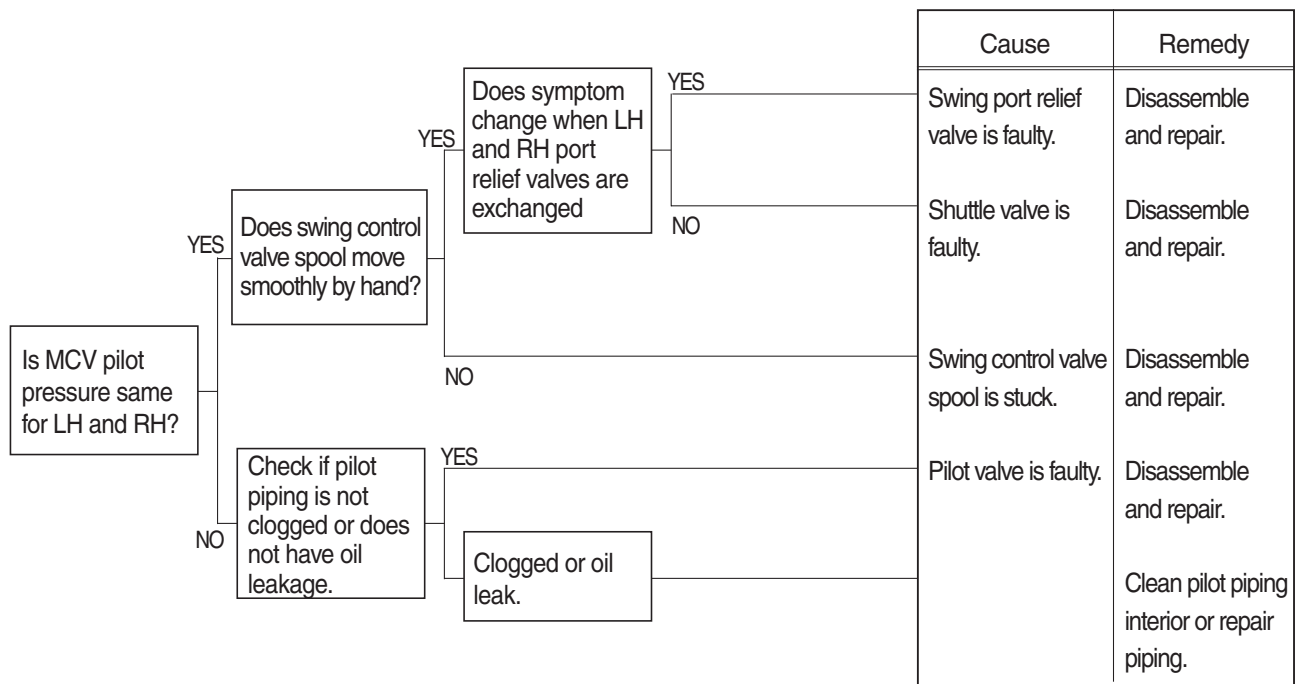 Cause
Remedy
Does symptom
change when LH
and RH port
relief valves are
exchanged
YES
YES
NO
Swing port relief
valve is faulty.
Disassemble
and repair.
Shuttle valve is
faulty.
Disassemble
and repair.
Does swing control
valve spool move
smoothly by hand?
YES
NO
Swing control valve
spool is stuck.
Disassemble
and repair.
Is MCV pilot
pressure same
for LH and RH?
NO
Check if pilot
piping is not
clogged or does
not have oil
leakage.
YES
Pilot valve is faulty.
Disassemble
and repair.
Clogged or oil
leak.
Clean pilot piping
interior or repair
piping.